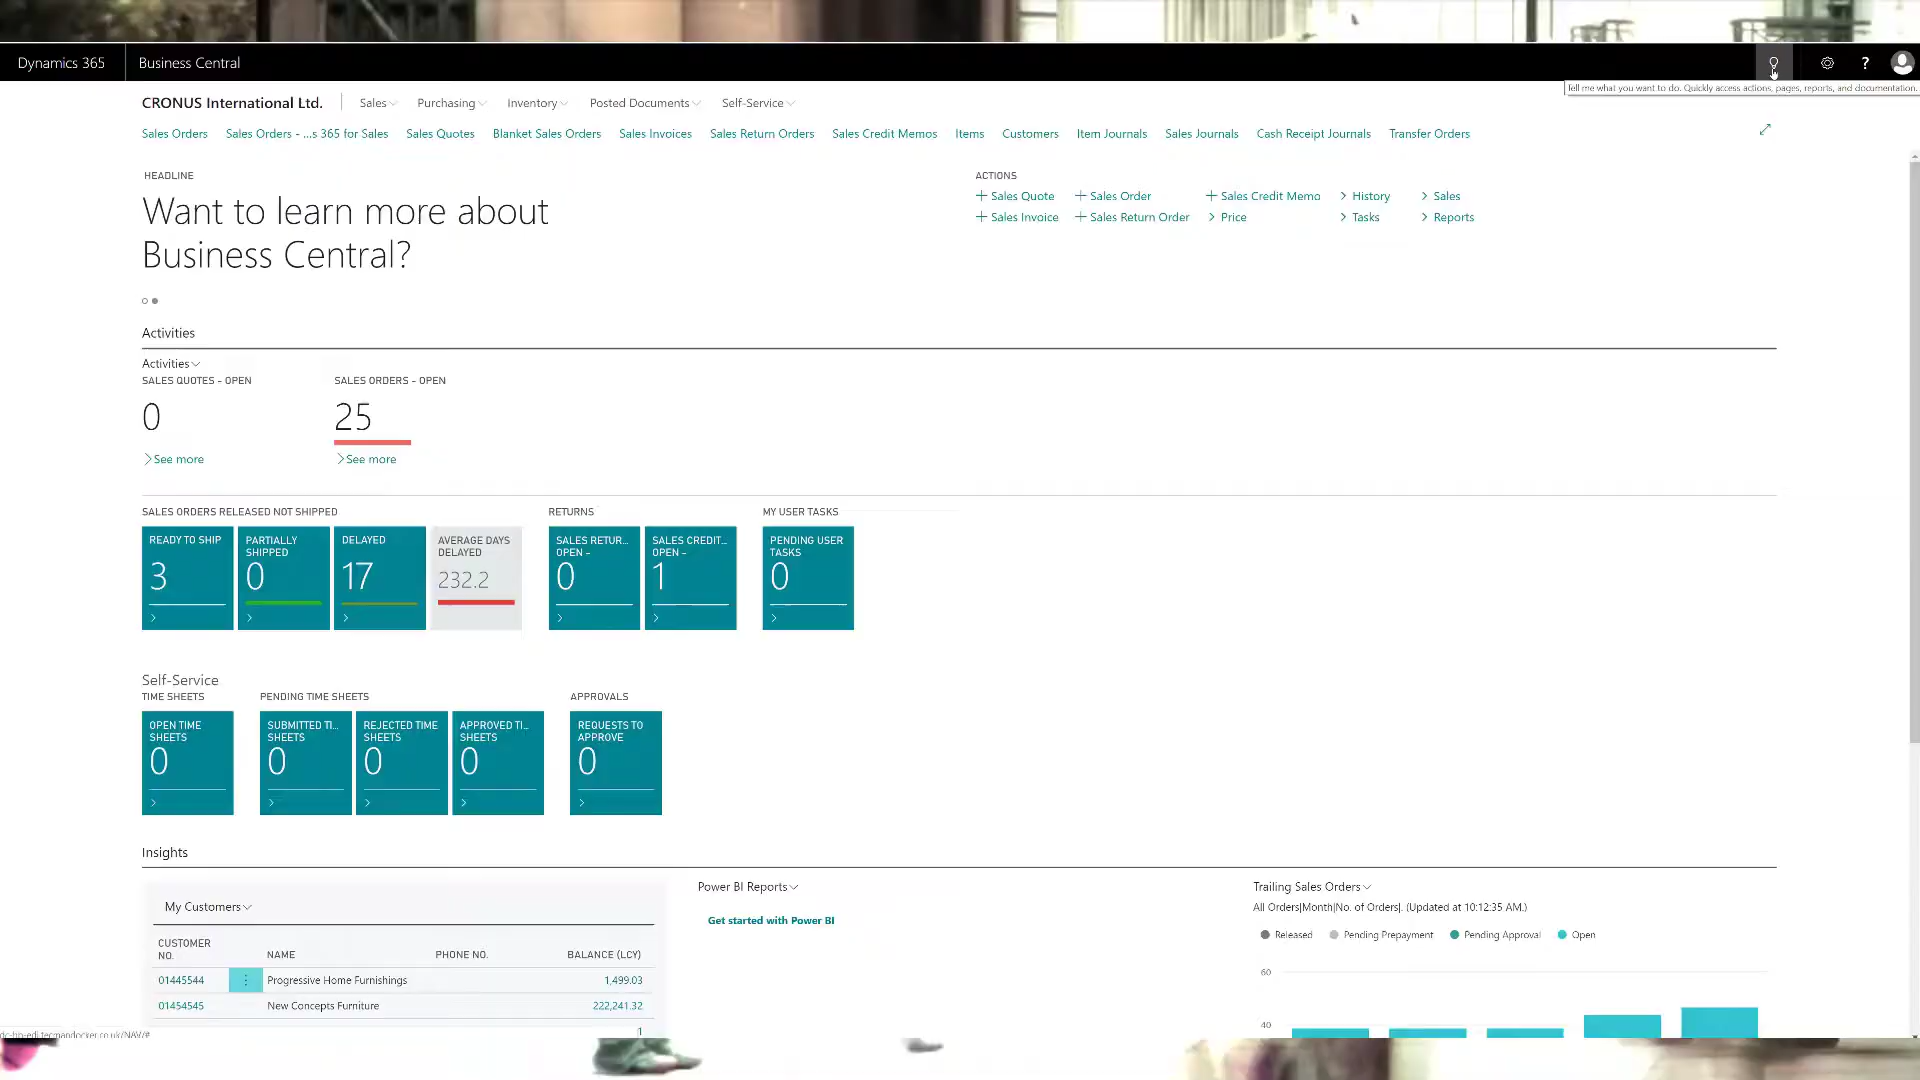 Dynamics 365 Business Central
Tell me what you want to do. Quickly access actions, pages, reports, and documentation.
CRONUS International Ltd. Sales Purchasing Inventory Posted Documents Self-Service
Sales Orders Sales Orders - ...s 365 for Sales Sales Quotes Blanket Sales Orders Sales Invoices Sales Return Orders Sales Credit Memos Items Customers Item Journals Sales Journals Cash Receipt Journals Transfer Orders
HEADLINE
Want to learn more about
Business Central?
ACTIONS
+ Sales Quote + Sales Order + Sales Credit Memo > History > Sales
+ Sales Invoice + Sales Return Order > Price > Tasks > Reports
Activities
Activities
SALES QUOTES - OPEN SALES ORDERS - OPEN
0 25
>See more >See more
SALES ORDERS RELEASED NOT SHIPPED RETURNS MY USER TASKS
READY TO SHIP
3
PARTIALLY
SHIPPED
0
DELAYED
17
AVERAGE DAYS
DELAYED
232.2
SALES RETUR...
OPEN -
0
SALES CREDIT...
OPEN -
1
PENDING USER
TASKS
0
Self-Service
TIME SHEETS PENDING TIME SHEETS APPROVALS
OPEN TIME
SHEETS
0
SUBMITTED TI...
SHEETS
0
REJECTED TIME
SHEETS
0
APPROVED TI...
SHEETS
0
REQUESTS TO
APPROVE
0
Insights
My Customers
CUSTOMER
NO. NAME PHONE NO. BALANCE (LCY)
01445544 Progressive Home Furnishings 1,499.03
01454545 New Concepts Furniture 222,241.32
1
Power BI Reports
Get started with Power BI
Trailing Sales Orders
All Orders|Month|No. of Orders|. (Updated at 10:12:35 AM.)
Released Pending Prepayment Pending Approval Open
60
40